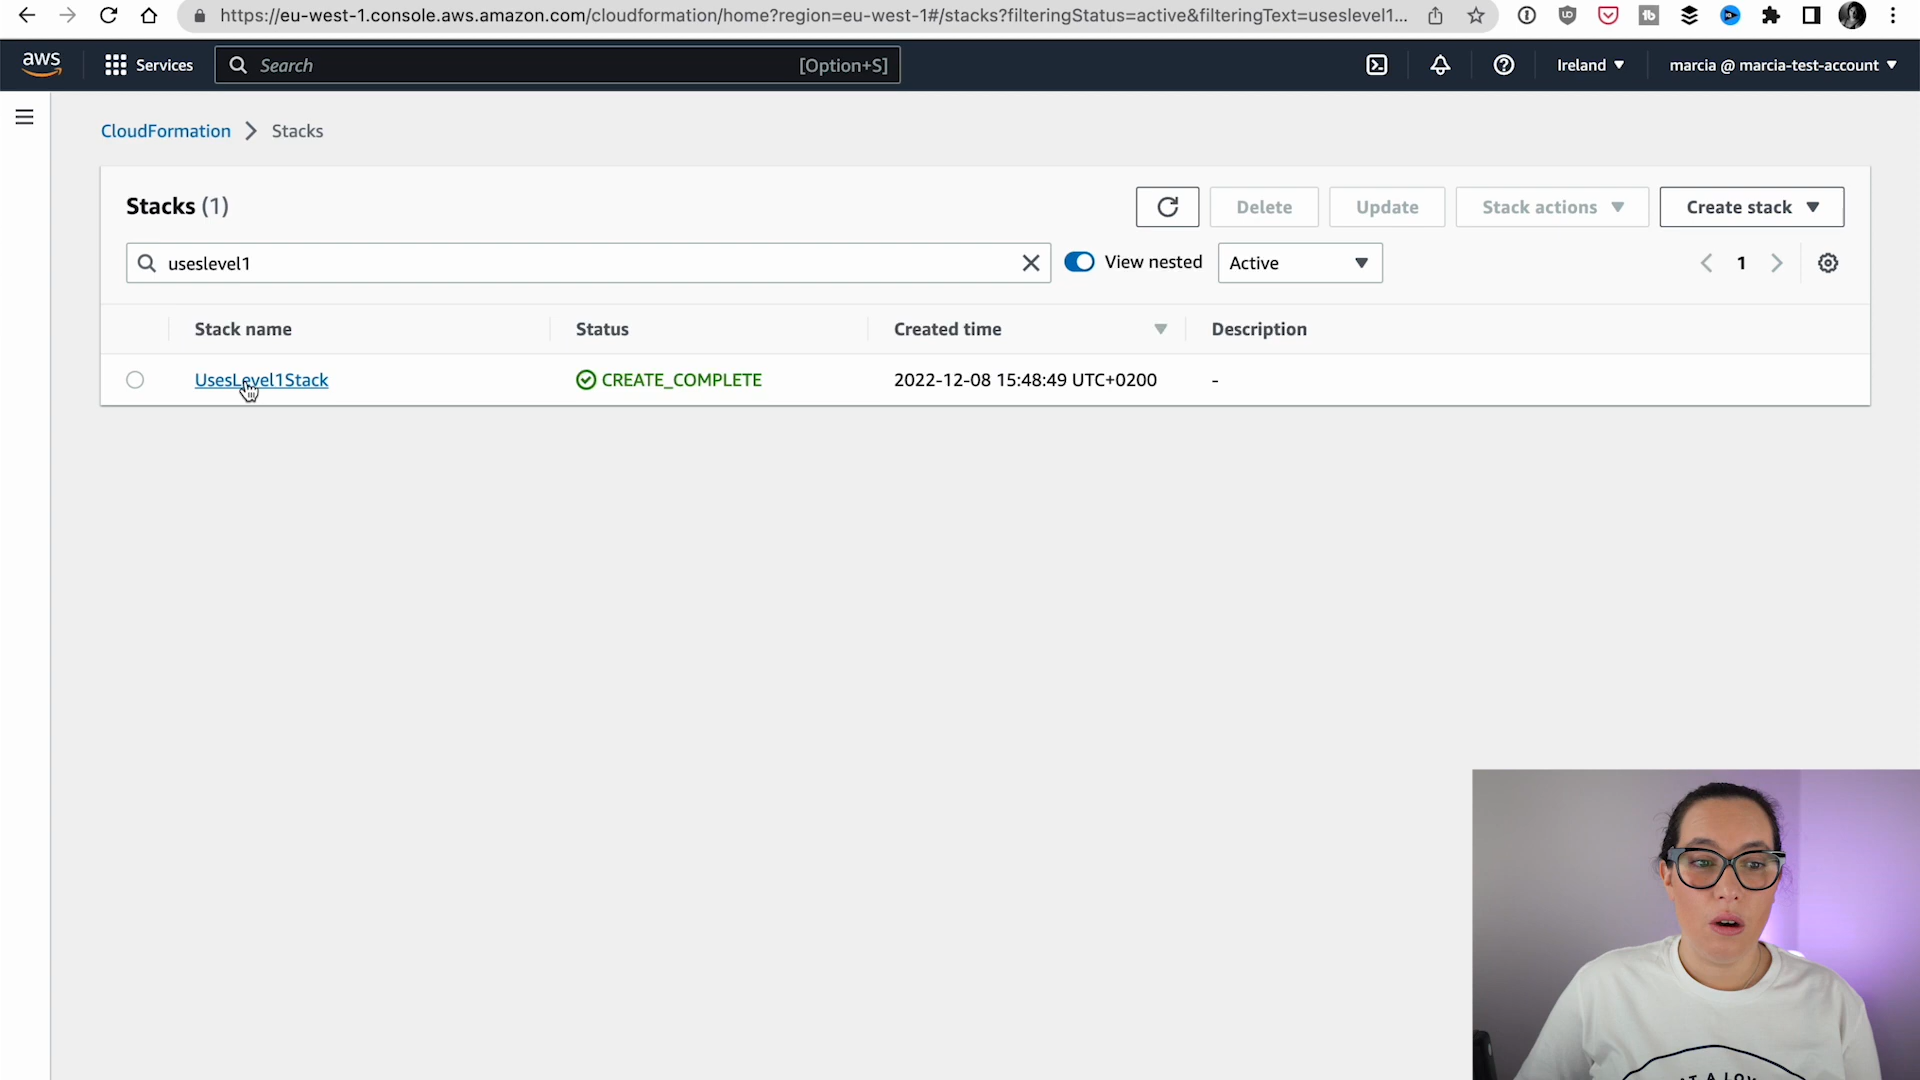 https://eu-west-1.console.aws.amazon.com/cloudformation/home?region=eu-west-1#/stacks?filteringStatus=active&filteringText=useslevel1...
aws
Services
Search
[Option+S]
Ireland
marcia @ marcia-test-account
CloudFormation > Stacks
Stacks (1)
Delete
Update
Stack actions
Create stack
useslevel1
View nested
Active
1
Stack name
Status
Created time
Description
UsesLevel1Stack
CREATE_COMPLETE
2022-12-08 15:48:49 UTC+0200
-